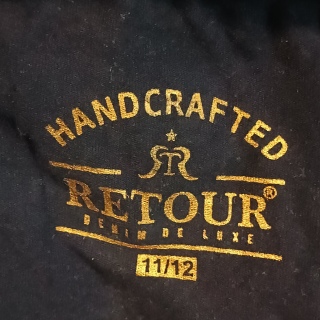 HANDCRAFTED
RETOUR®
DENIM DE LUXE
11/12